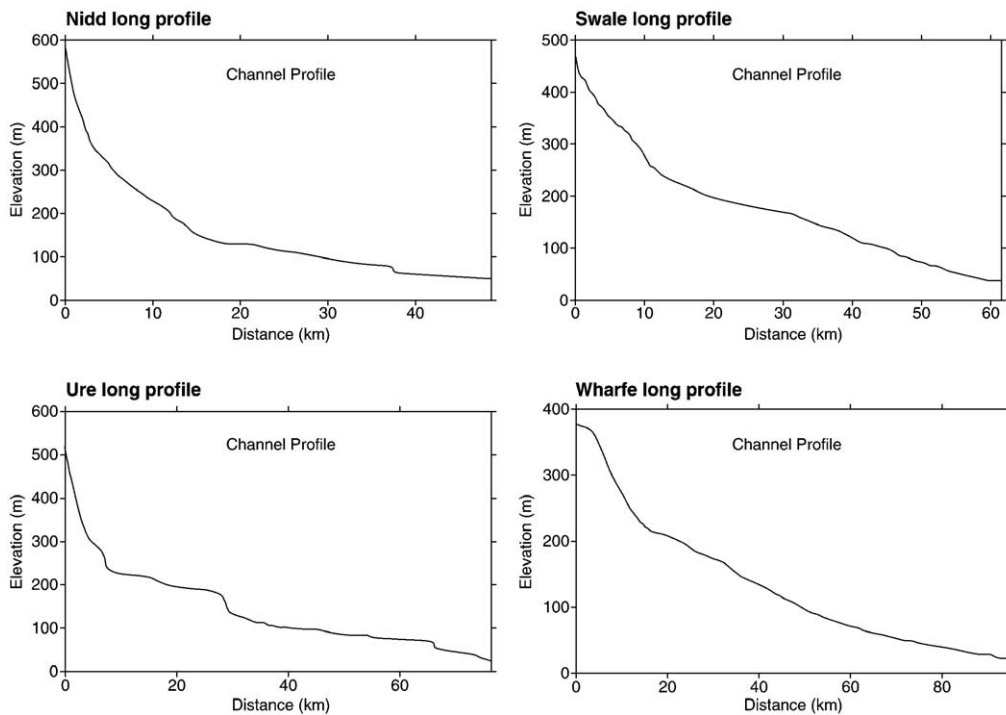 Nidd long profile
600
500
400
300
200
100
0
Elevation (m)
Channel Profile
0 10 20 30 40
Distance (km)
Swale long profile
500
400
300
200
100
0
Elevation (m)
Channel Profile
0 10 20 30 40 50 60
Distance (km)
Ure long profile
600
500
400
300
200
100
0
Elevation (m)
Channel Profile
0 20 40 60
Distance (km)
Wharfe long profile
400
300
200
100
0
Elevation (m)
Channel Profile
0 20 40 60 80
Distance (km)